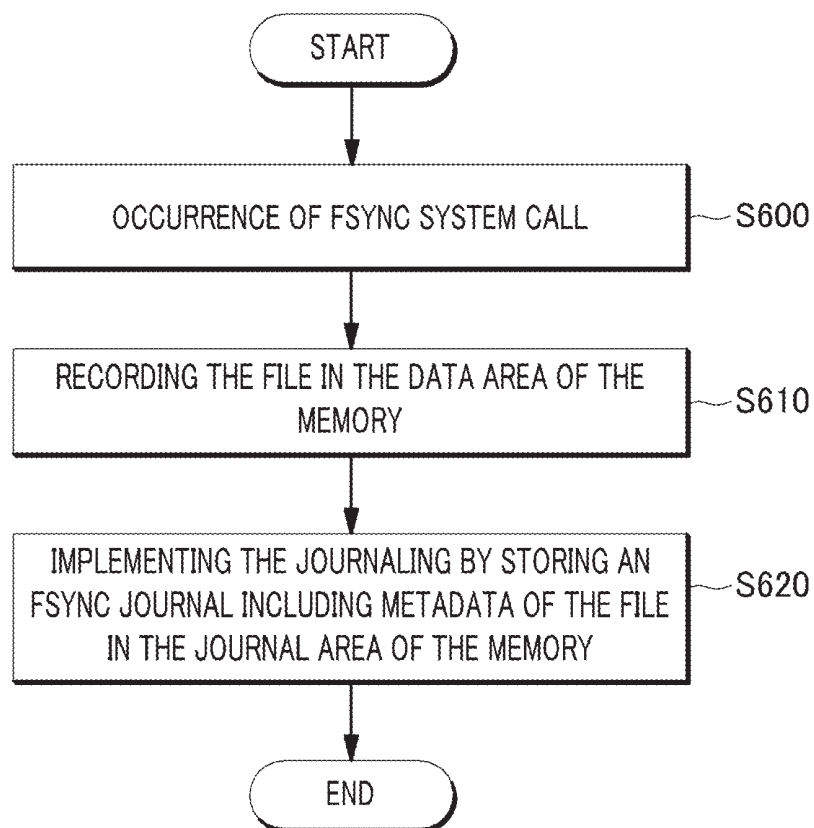 START
OCCURRENCE OF FSYNC SYSTEM CALL
S600
RECORDING THE FILE IN THE DATA AREA OF THE
MEMORY
S610
IMPLEMENTING THE JOURNALING BY STORING AN
FSYNC JOURNAL INCLUDING METADATA OF THE FILE
IN THE JOURNAL AREA OF THE MEMORY
S620
END